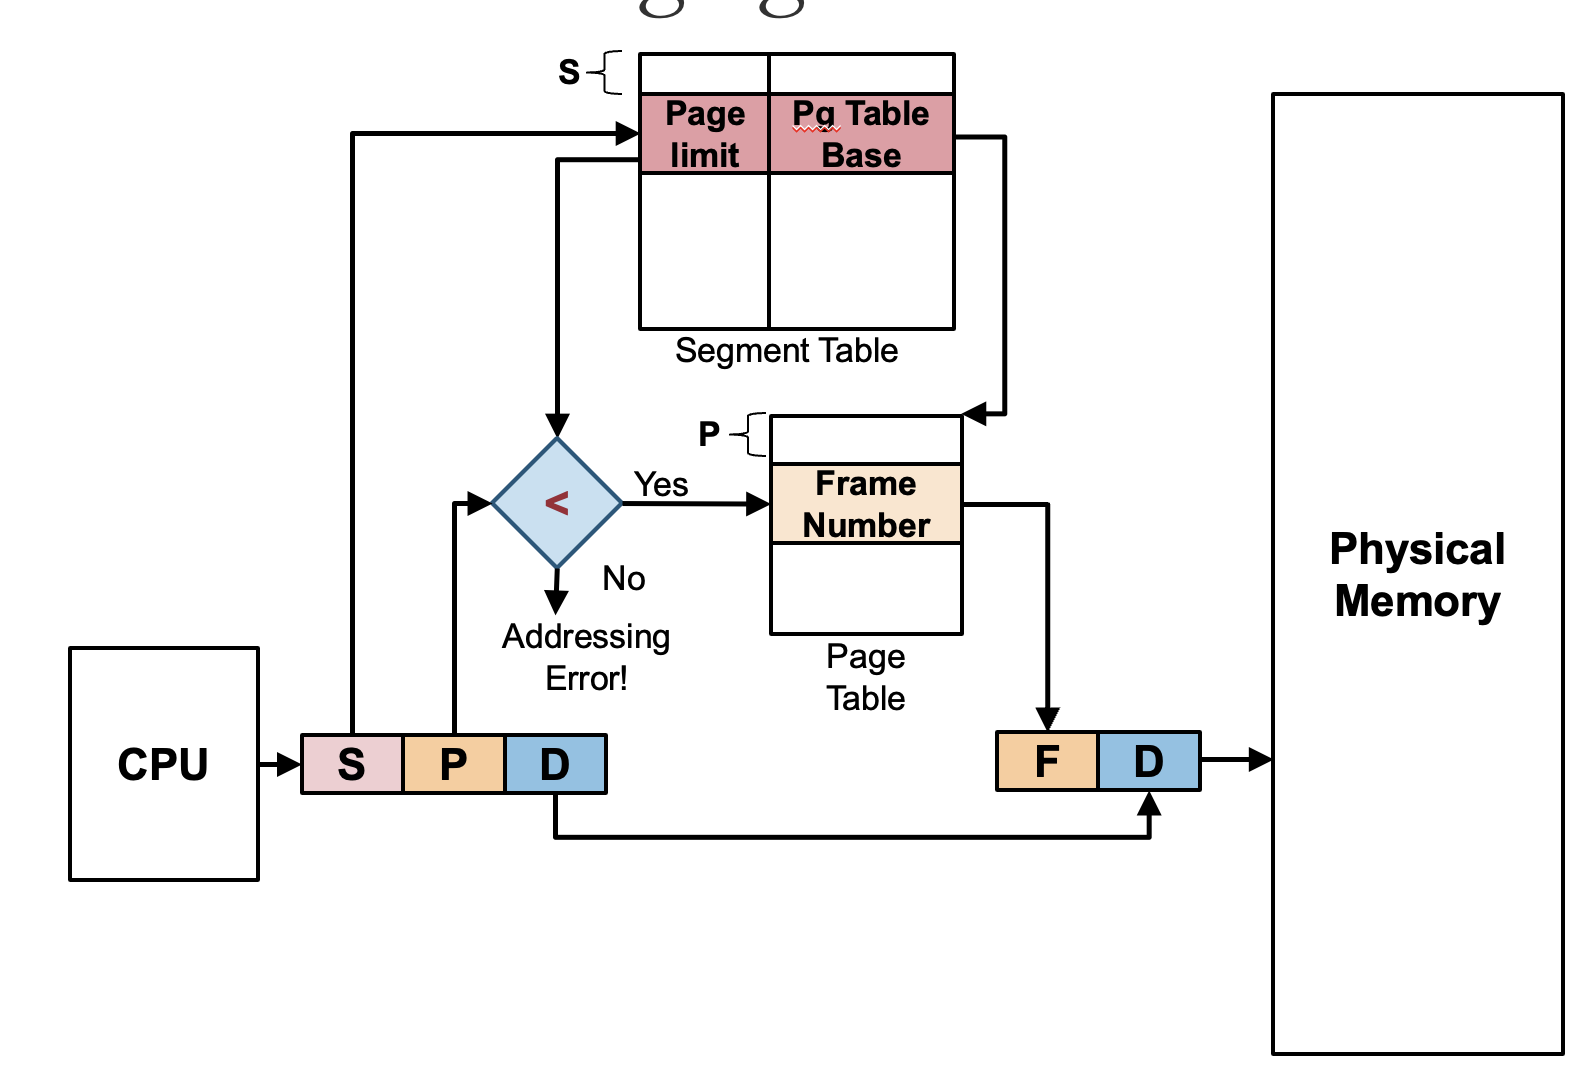 S
Page
limit
Pg Table
Base
Segment Table
P
<
Yes
Frame
Number
No
Addressing
Error!
Page
Table
Physical
Memory
CPU
S
P
D
F
D